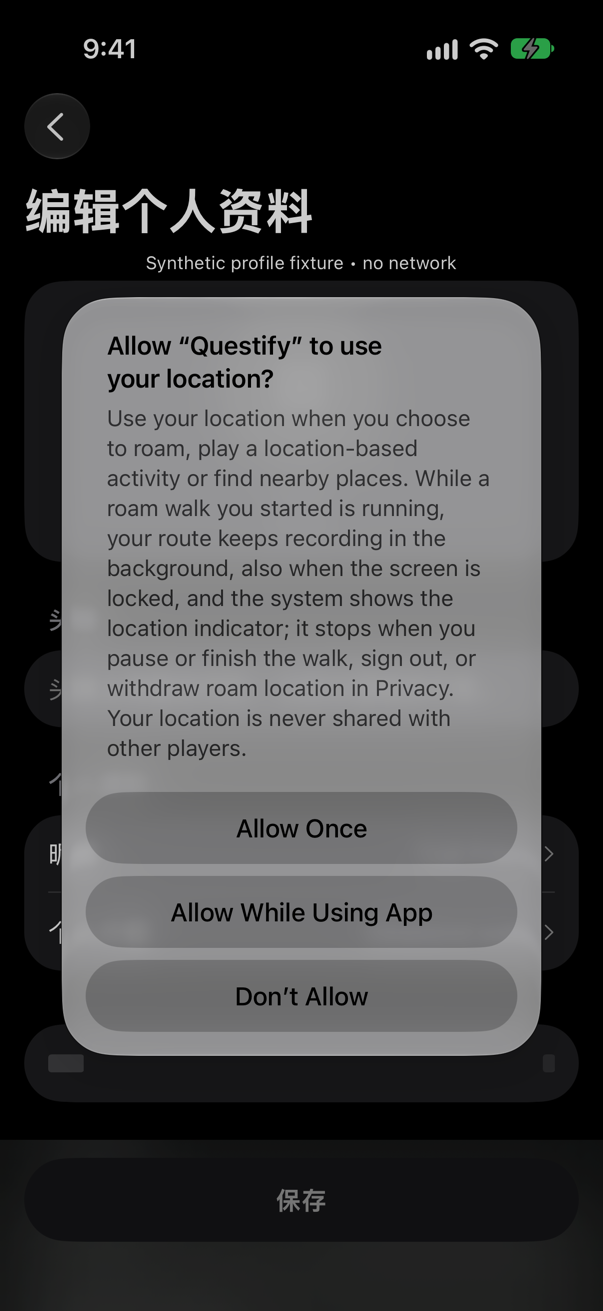 9:41
编辑个人资料
Synthetic profile fixture • no network
Allow “Questify” to use
your location?
Use your location when you choose
to roam, play a location-based
activity or find nearby places. While a
roam walk you started is running,
your route keeps recording in the
background, also when the screen is
locked, and the system shows the
location indicator; it stops when you
pause or finish the walk, sign out, or
withdraw roam location in Privacy.
Your location is never shared with
other players.
Allow Once
Allow While Using App
Don’t Allow
保存